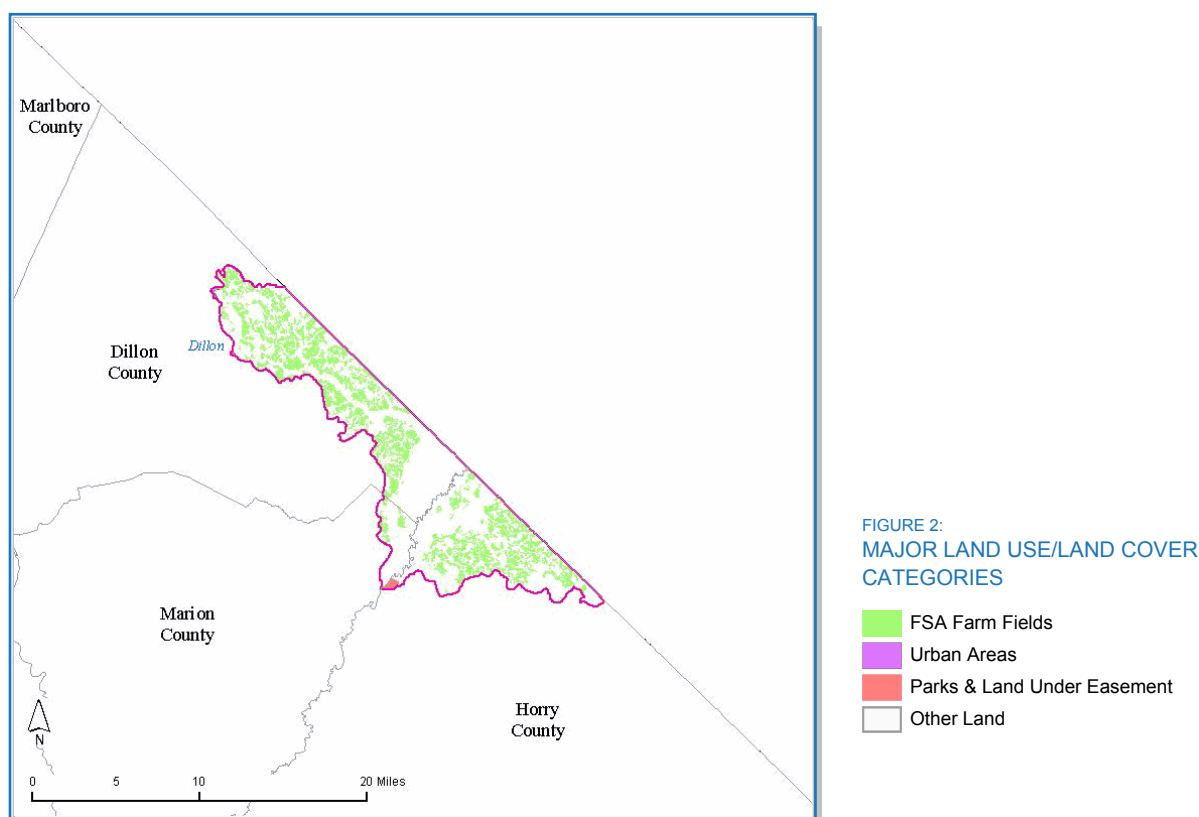 Marlboro
County
Dillon
County
Dillon
Marion
County
Horry
County
N
0 5 10 20 Miles
FIGURE 2:
MAJOR LAND USE/LAND COVER
CATEGORIES
FSA Farm Fields
Urban Areas
Parks & Land Under Easement
Other Land